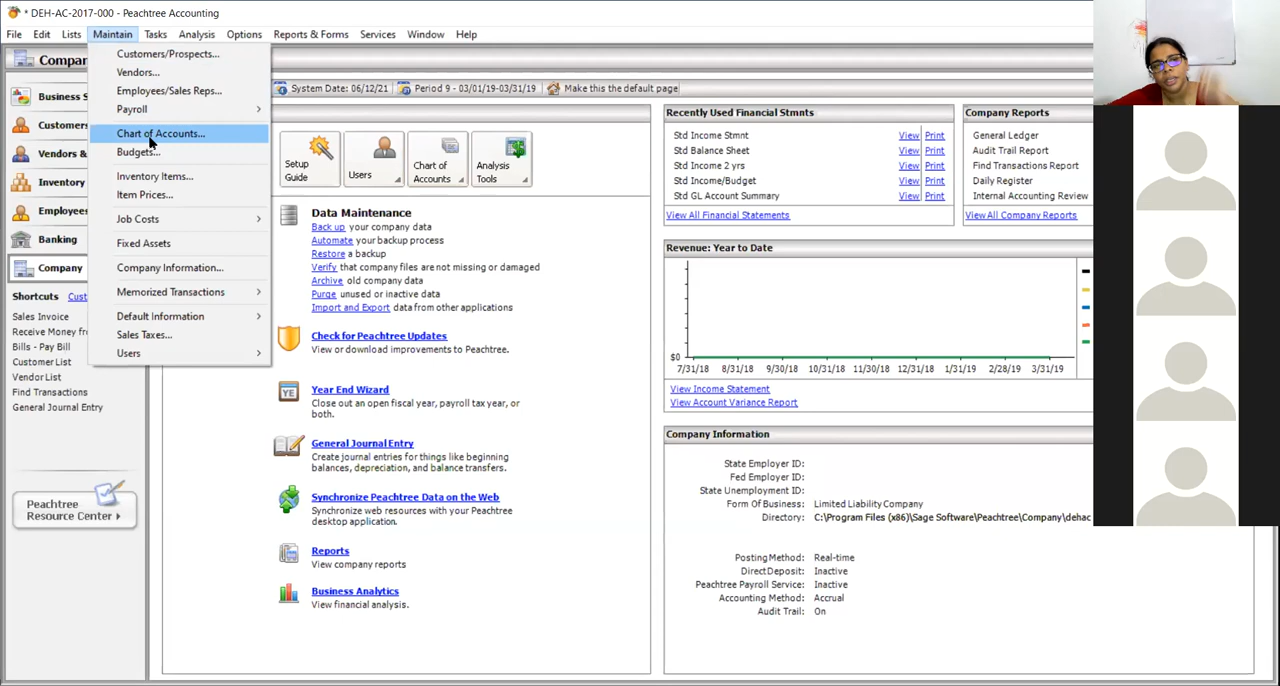 * DEH-AC-2017-000 - Peachtree Accounting
File Edit Lists Maintain Tasks Analysis Options Reports & Forms Services Window Help
Compan
Business S
Customers
Vendors &
Inventory
Employees
Banking
Company
Shortcuts Cust
Sales Invoice
Receive Money fro
Bills - Pay Bill
Customer List
Vendor List
Find Transactions
General Journal Entry
Peachtree
Resource Center
Customers/Prospects...
Vendors...
Employees/Sales Reps...
Payroll
Chart of Accounts...
Budgets...
Inventory Items...
Item Prices...
Job Costs
Fixed Assets
Company Information...
Memorized Transactions
Default Information
Sales Taxes...
Users
System Date: 06/12/21 Period 9 - 03/01/19-03/31/19 Make this the default page
Setup
Guide
Users
Chart of
Accounts
Analysis
Tools
Data Maintenance
Back up your company data
Automate your backup process
Restore a backup
Verify that company files are not missing or damaged
Archive old company data
Purge unused or inactive data
Import and Export data from other applications
Check for Peachtree Updates
View or download improvements to Peachtree.
YE
Year End Wizard
Close out an open fiscal year, payroll tax year, or
both.
General Journal Entry
Create journal entries for things like beginning
balances, depreciation, and balance transfers.
Synchronize Peachtree Data on the Web
Synchronize web resources with your Peachtree
desktop application.
Reports
View company reports
Business Analytics
View financial analysis.
Recently Used Financial Stmnts
Std Income Stmnt View Print
Std Balance Sheet View Print
Std Income 2 yrs View Print
Std Income/Budget View Print
Std GL Account Summary View Print
View All Financial Statements
Company Reports
General Ledger
Audit Trail Report
Find Transactions Report
Daily Register
Internal Accounting Review
View All Company Reports
Revenue: Year to Date
$0
7/31/18 8/31/18 9/30/18 10/31/18 11/30/18 12/31/18 1/31/19 2/28/19 3/31/19
View Income Statement
View Account Variance Report
Company Information
State Employer ID:
Fed Employer ID:
State Unemployment ID:
Form Of Business: Limited Liability Company
Directory: C:\Program Files (x86)\Sage Software\Peachtree\Company\dehac
Posting Method: Real-time
Direct Deposit: Inactive
Peachtree Payroll Service: Inactive
Accounting Method: Accrual
Audit Trail: On